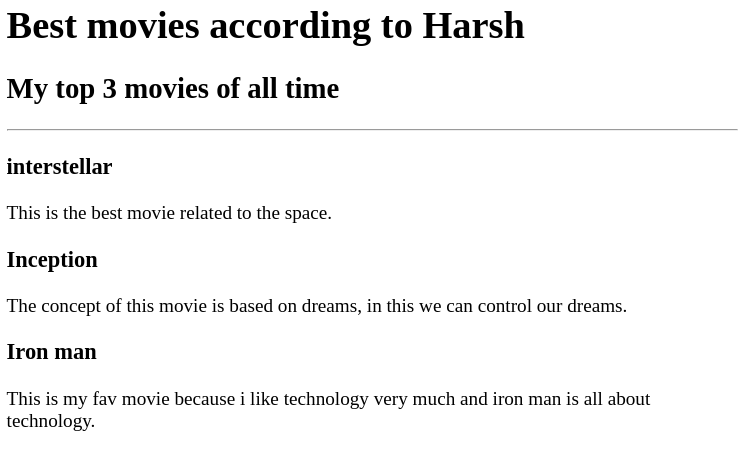 Best movies according to Harsh
My top 3 movies of all time
interstellar
This is the best movie related to the space.
Inception
The concept of this movie is based on dreams, in this we can control our dreams.
Iron man
This is my fav movie because i like technology very much and iron man is all about
technology.